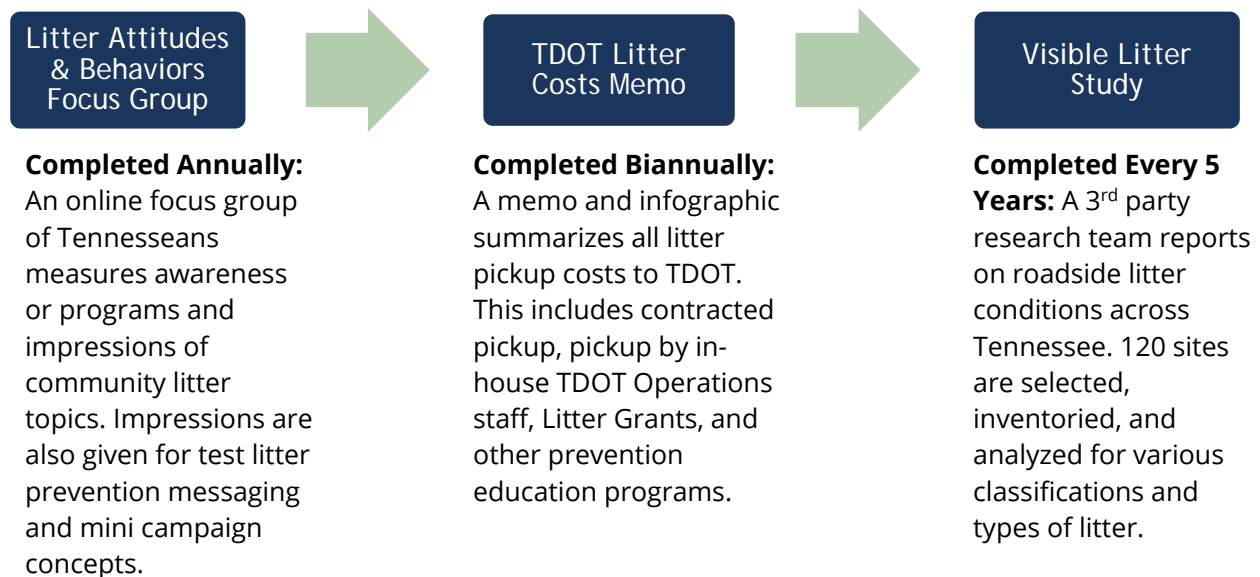 Litter Attitudes
& Behaviors
Focus Group
Completed Annually:
An online focus group
of Tennesseans
measures awareness
or programs and
impressions of
community litter
topics. Impressions are
also given for test litter
prevention messaging
and mini campaign
concepts.
TDOT Litter
Costs Memo
Completed Biannually:
A memo and infographic
summarizes all litter
pickup costs to TDOT.
This includes contracted
pickup, pickup by in-
house TDOT Operations
staff, Litter Grants, and
other prevention
education programs.
Visible Litter
Study
Completed Every 5
Years: A 3rd party
research team reports
on roadside litter
conditions across
Tennessee. 120 sites
are selected,
inventoried, and
analyzed for various
classifications and
types of litter.